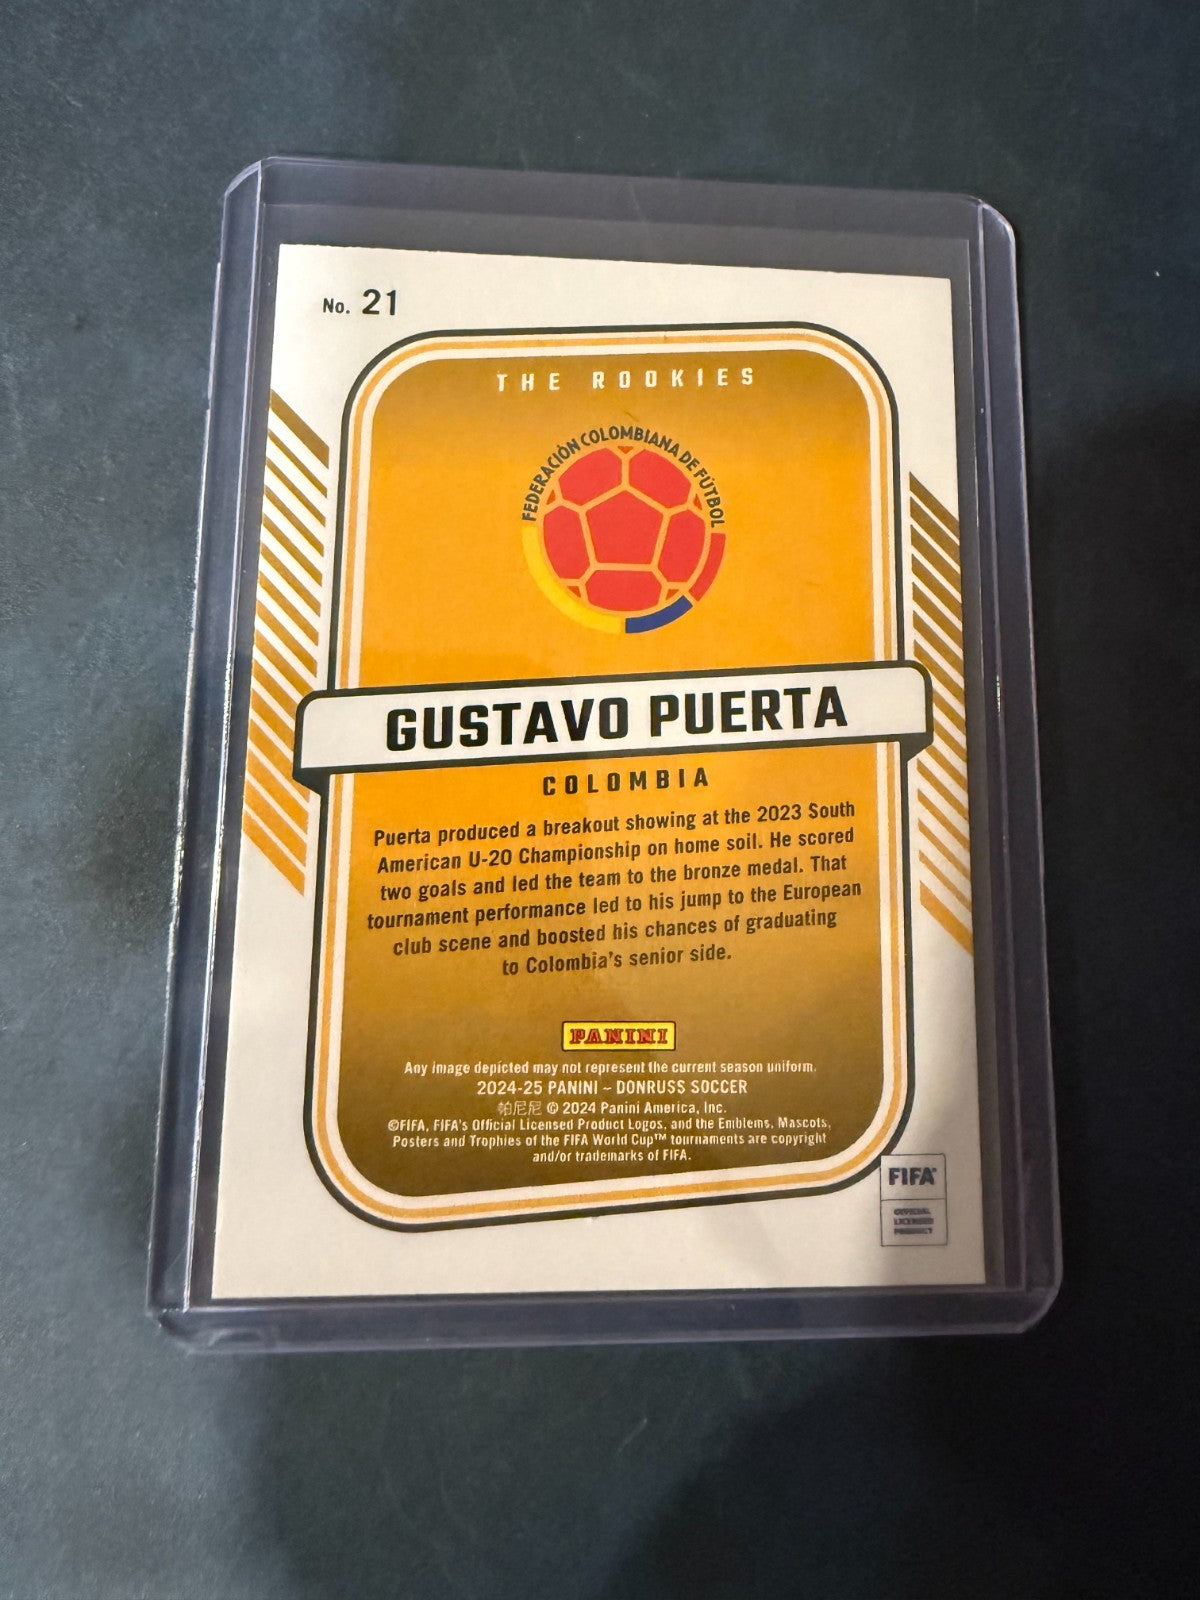 No. 21
THE ROOKIES
FEDERACIÓN COLOMBIANA DE FÚTBOL
GUSTAVO PUERTA
COLOMBIA
Puerta produced a breakout showing at the 2023 South
American U-20 Championship on home soil. He scored
two goals and led the team to the bronze medal. That
tournament performance led to his jump to the European
club scene and boosted his chances of graduating
to Colombia's senior side.
PANINI
Any image depicted may not represent the current season uniform.
2024-25 PANINI – DONRUSS SOCCER
帕尼尼 © 2024 Panini America, Inc.
©FIFA, FIFA's Official Licensed Product Logos, and the Emblems, Mascots,
Posters and Trophies of the FIFA World Cup™ tournaments are copyright
and/or trademarks of FIFA.
FIFA®
OFFICIAL
LICENSED
PRODUCT